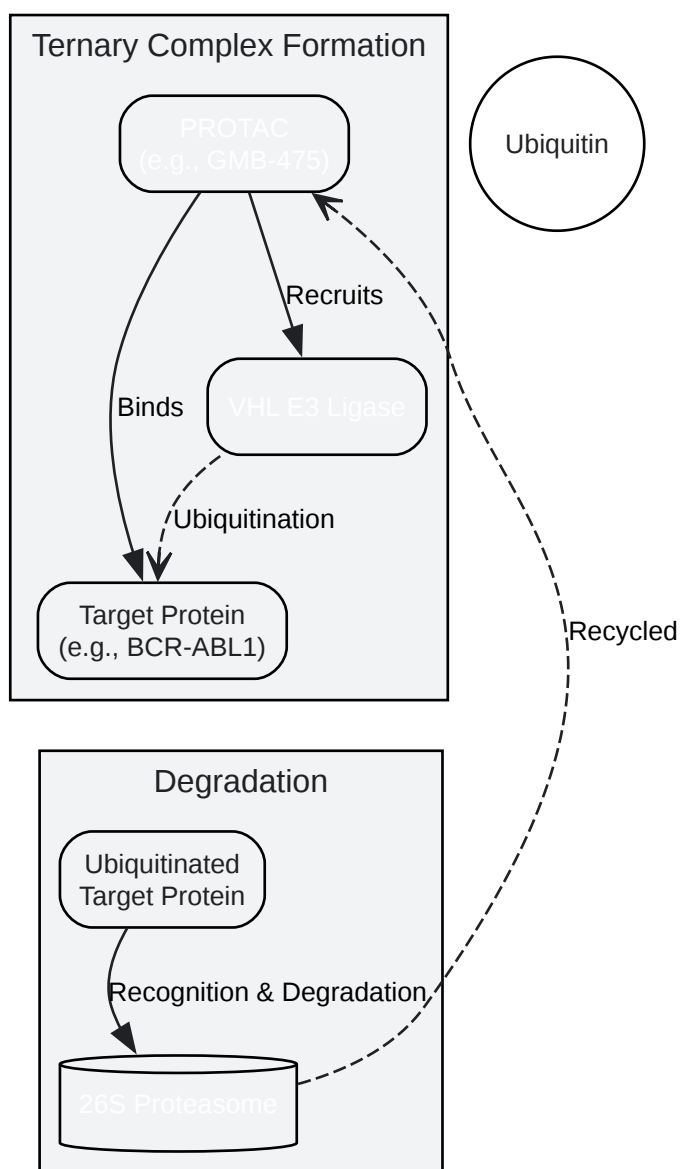 Ternary Complex Formation
PROTAC
(e.g., GMB-475)
Ubiquitin
Recruits
Binds
VHL E3 Ligase
Ubiquitination
Target Protein
(e.g., BCR-ABL1)
Recycled
Degradation
Ubiquitinated
Target Protein
Recognition & Degradation
26S Proteasome